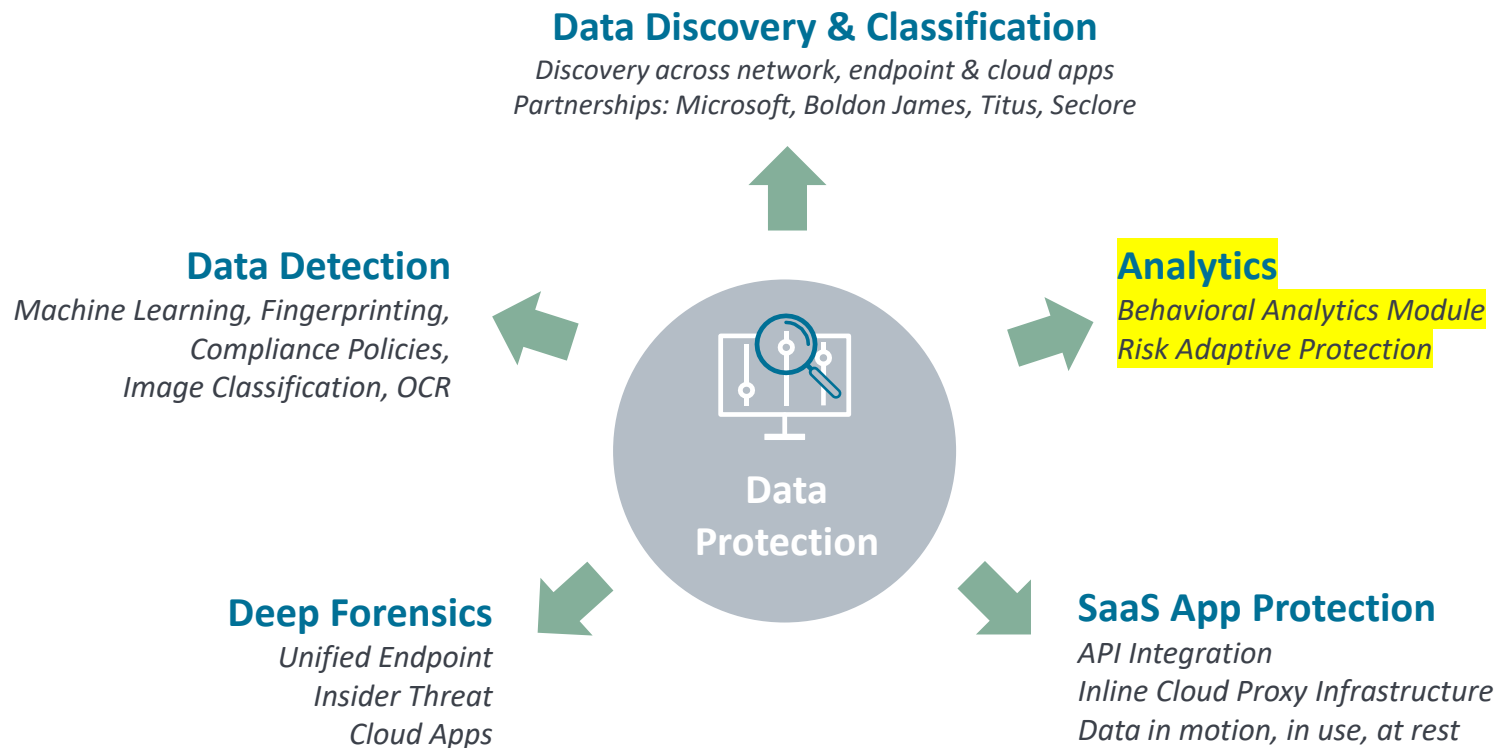 Data Discovery & Classification
Discovery across network, endpoint & cloud apps
Partnerships: Microsoft, Boldon James, Titus, Seclore
Data Detection
Machine Learning, Fingerprinting,
Compliance Policies,
Image Classification, OCR
Analytics
Behavioral Analytics Module
Risk Adaptive Protection
Data
Protection
Deep Forensics
Unified Endpoint
Insider Threat
Cloud Apps
SaaS App Protection
API Integration
Inline Cloud Proxy Infrastructure
Data in motion, in use, at rest